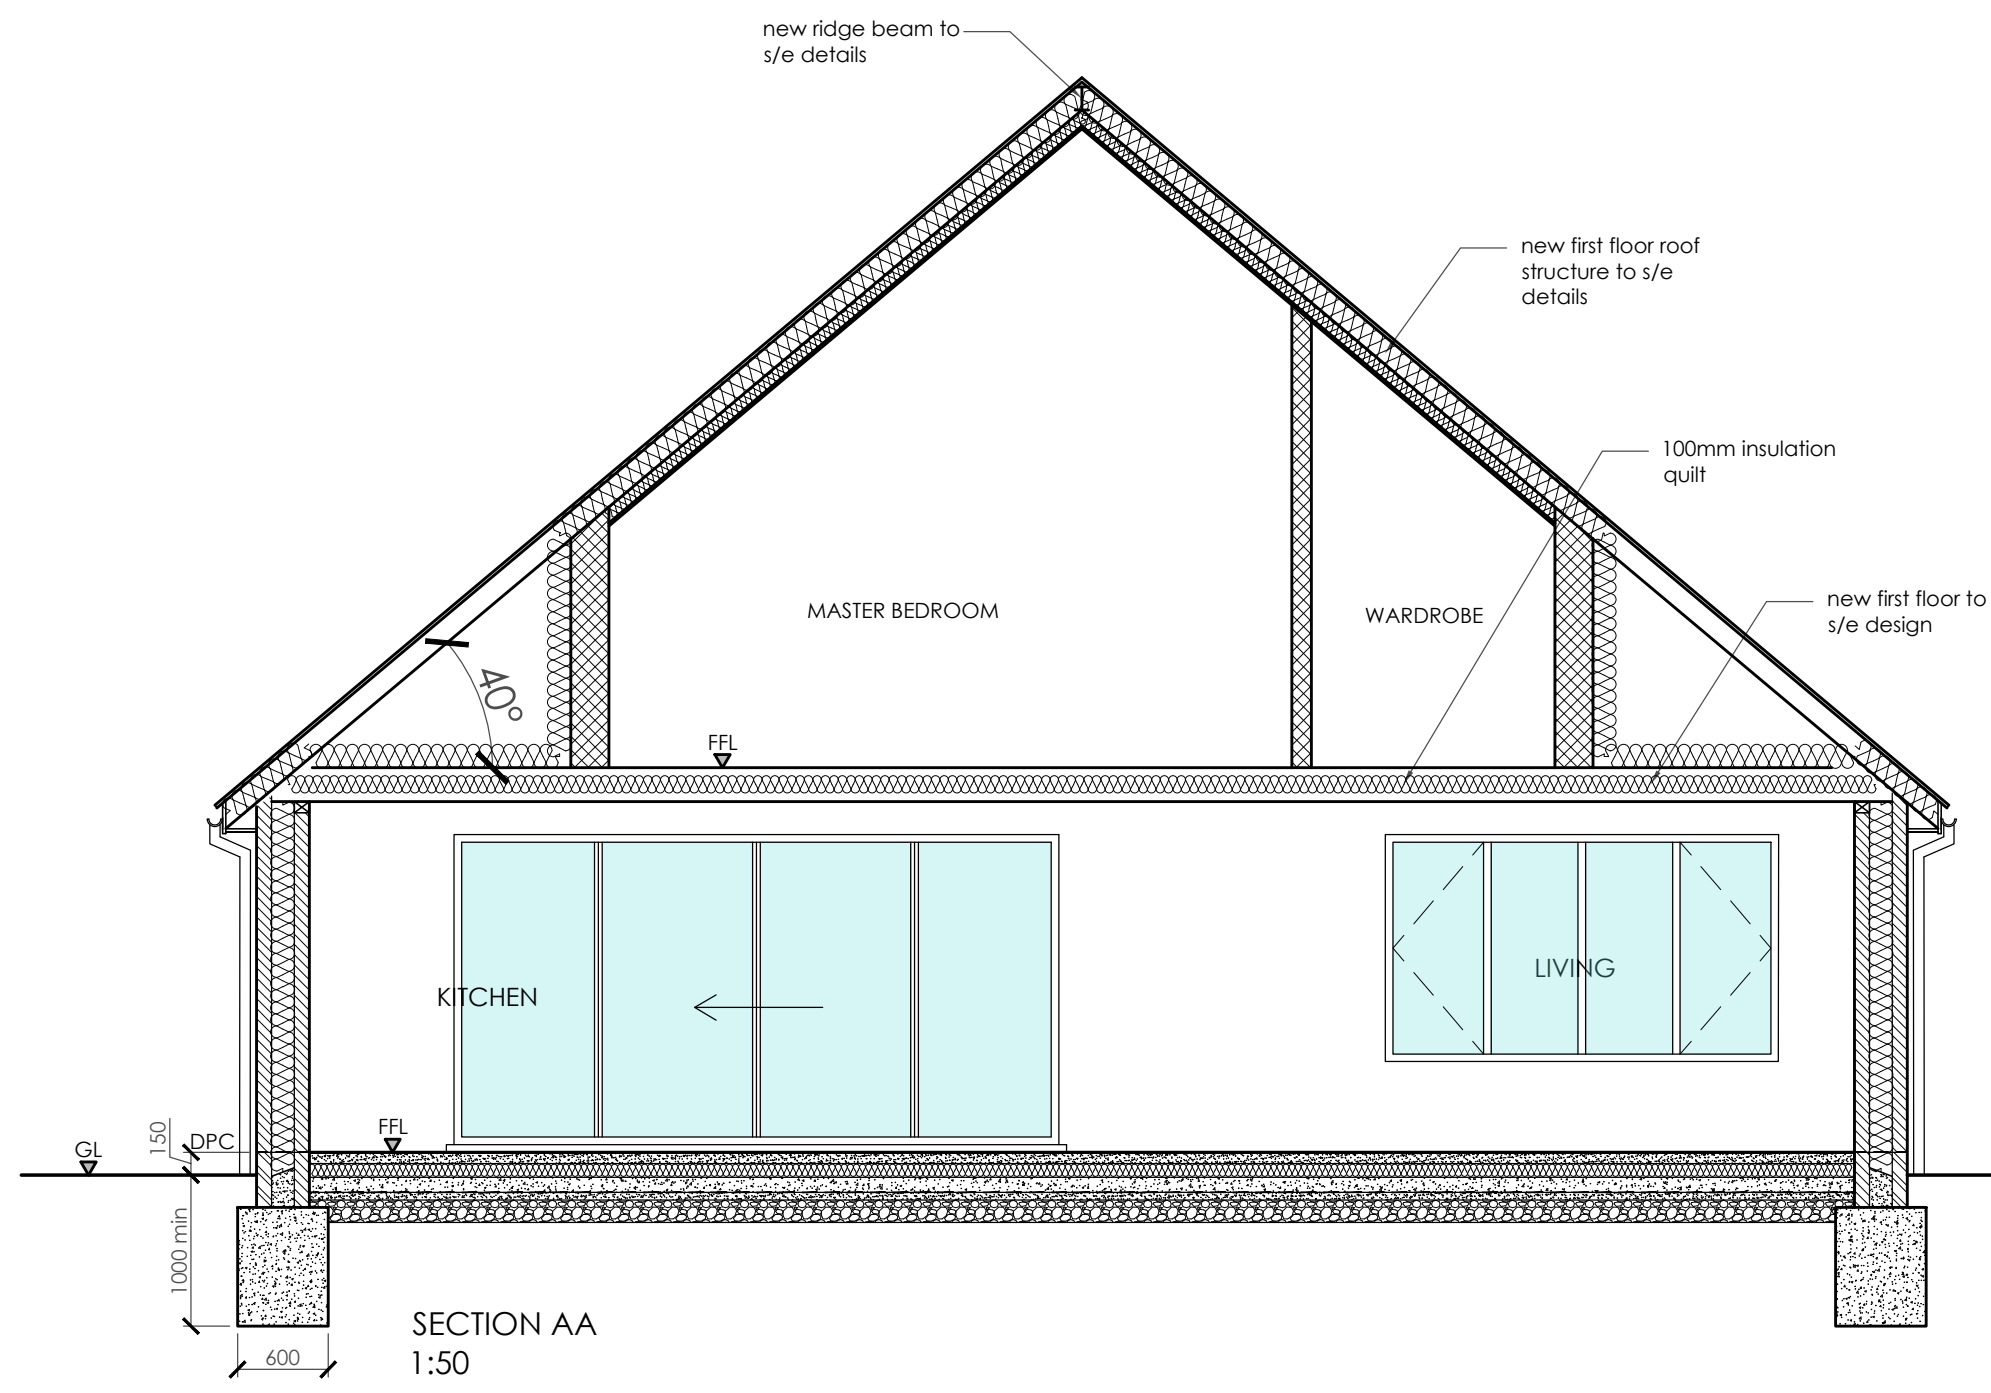 new ridge beam to
s/e details
new first floor roof
structure to s/e
details
100mm insulation
quilt
new first floor to
s/e design
MASTER BEDROOM
WARDROBE
40°
FFL
KITCHEN
LIVING
FFL
150
DPC
GL
1000 min
600
SECTION AA
1:50